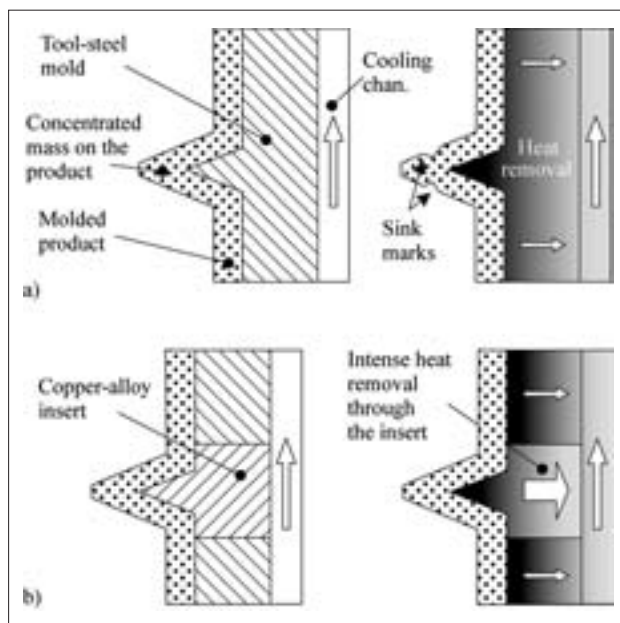 Tool-steel
mold
Cooling
chan.
Concentrated
mass on the
product
Heat
removal
Molded
product
Sink
marks
a)
Copper-alloy
insert
Intense heat
removal
through
the insert
b)